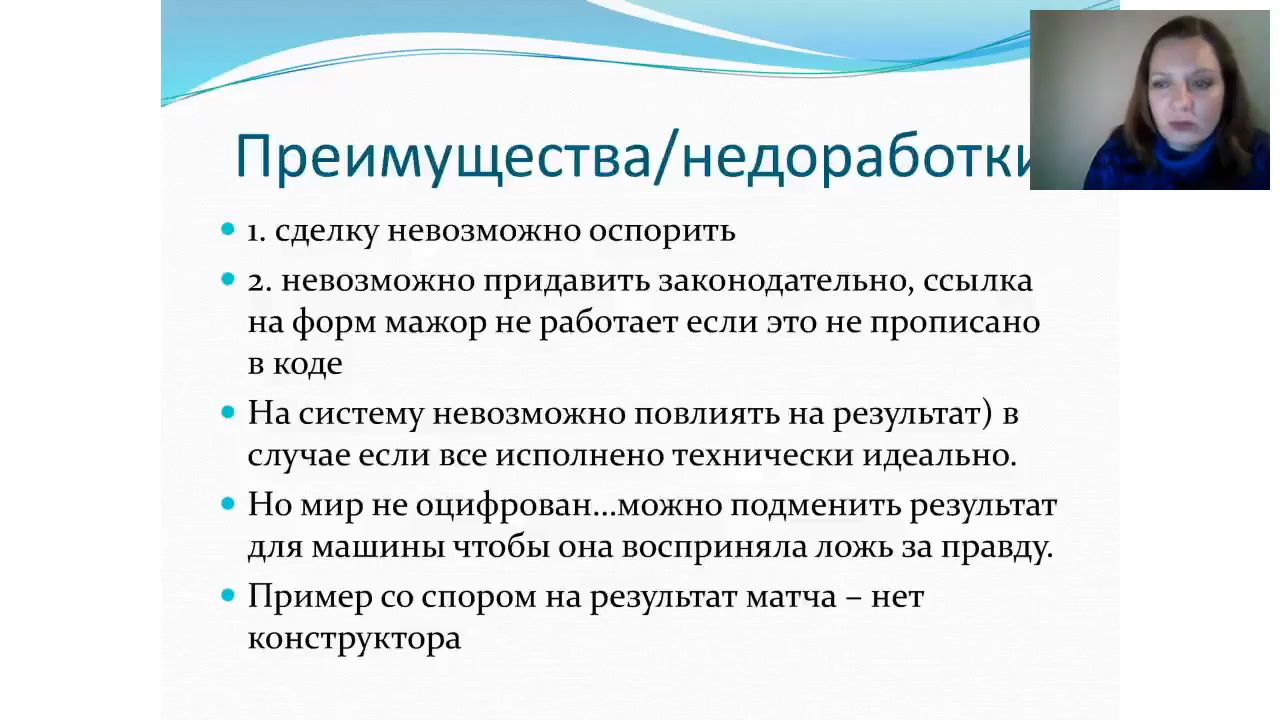 Преимущества/недоработки
1. сделку невозможно оспорить
2. невозможно придавить законодательно, ссылка
на форм мажор не работает если это не прописано
в коде
На систему невозможно повлиять на результат) в
случае если все исполнено технически идеально.
Но мир не оцифрован...можно подменить результат
для машины чтобы она восприняла ложь за правду.
Пример со спором на результат матча – нет
конструктора